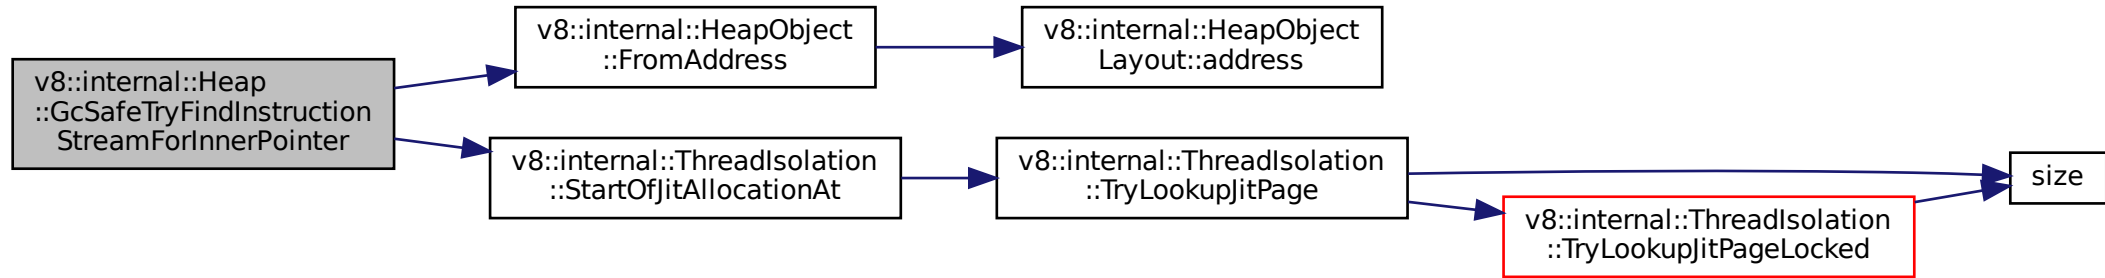 v8::internal::Heap
::GcSafeTryFindInstruction
StreamForInnerPointer
v8::internal::HeapObject
::FromAddress
v8::internal::HeapObject
Layout::address
v8::internal::ThreadIsolation
::StartOfJitAllocationAt
v8::internal::ThreadIsolation
::TryLookupJitPage
v8::internal::ThreadIsolation
::TryLookupJitPageLocked
size